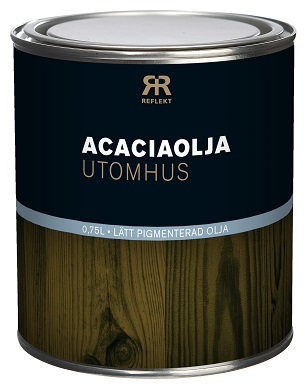 RR
REFLEKT
ACACIAOLJA
UTOMHUS
0,75L • LÄTT PIGMENTERAD OLJA